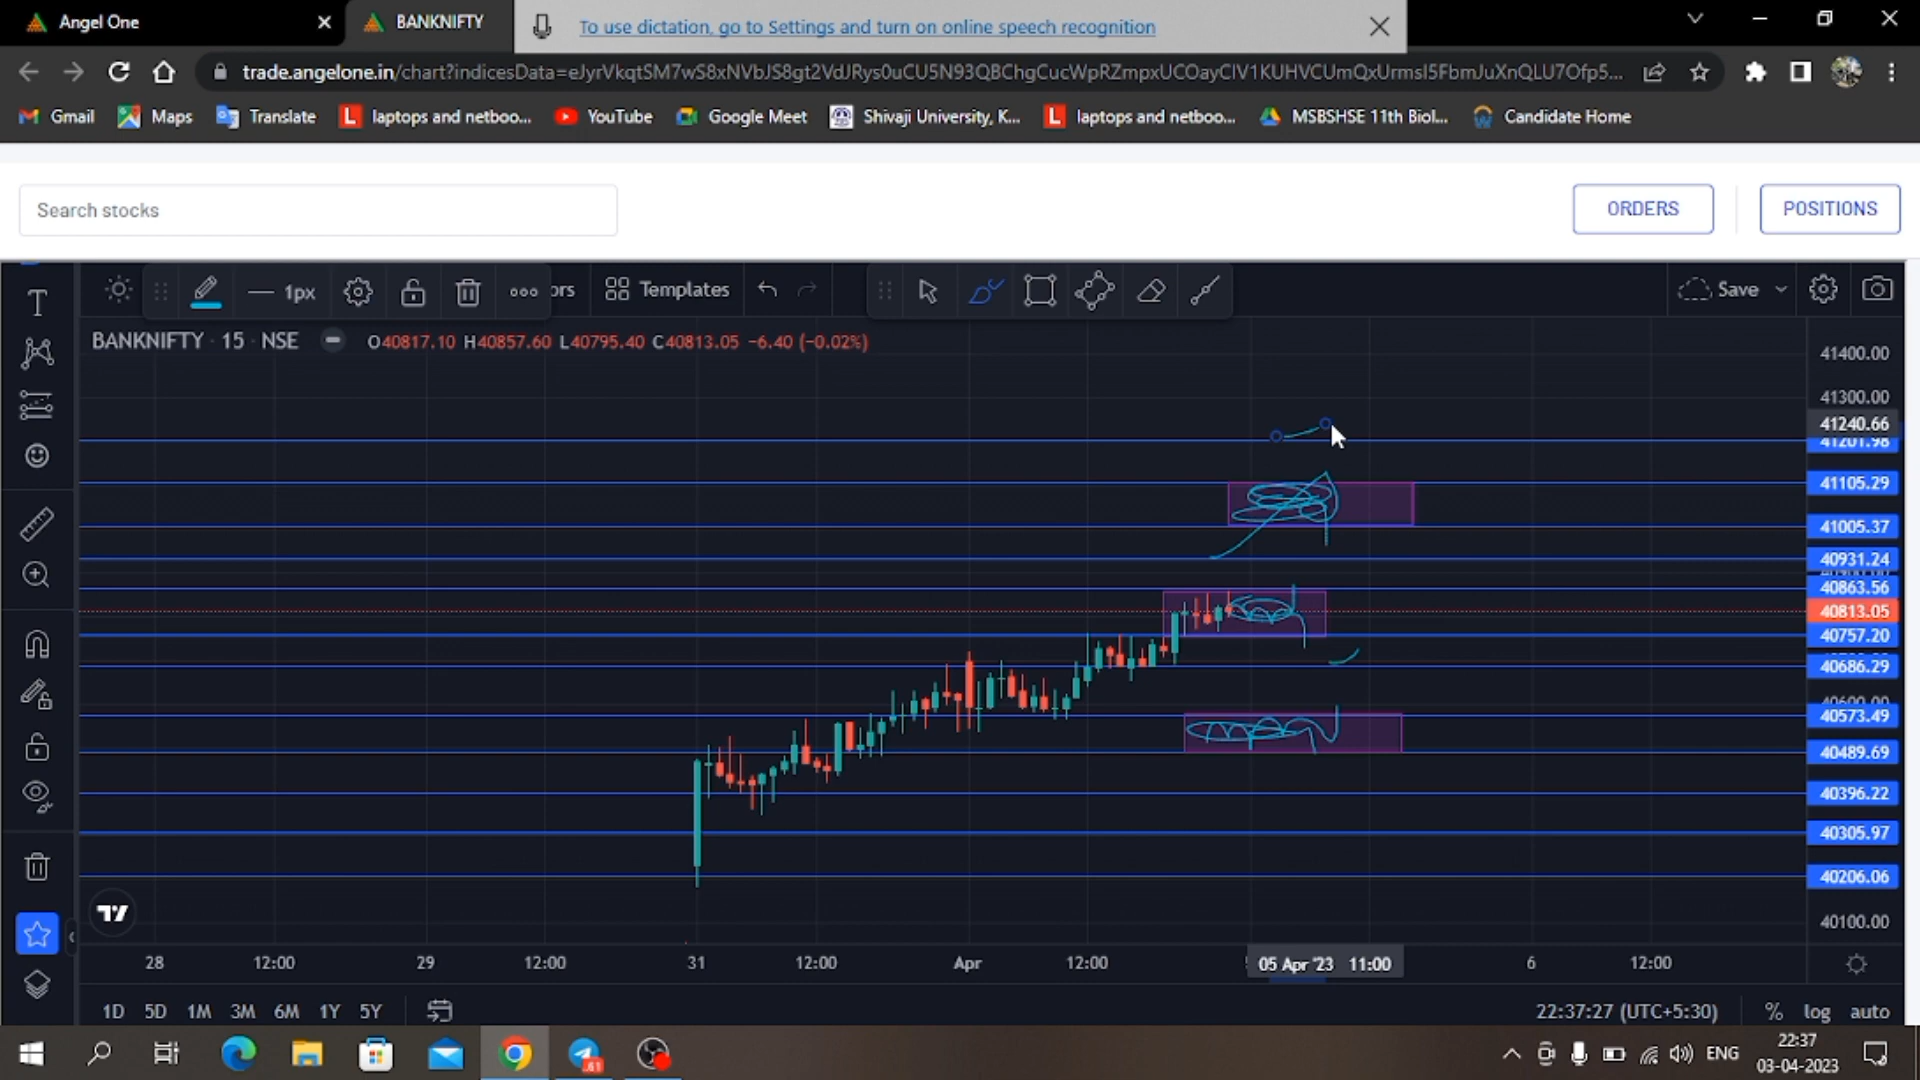 Angel One
BANKNIFTY
To use dictation, go to Settings and turn on online speech recognition
trade.angelone.in/chart?indicesData=eJyrVkqtSM7wS8xNVbJS8gt2VdJRys0uCU5N93QBChgCucWpRZmpxUCOayCIV1KUHVCUmQxUrmsI5FbmJuXnQLU7Ofp5...
Gmail
Maps
Translate
laptops and netboo...
YouTube
Google Meet
Shivaji University, K...
laptops and netboo...
MSBSHSE 11th Biol...
Candidate Home
Search stocks
ORDERS
POSITIONS
1px
ors
Templates
Save
BANKNIFTY · 15 · NSE
O40817.10 H40857.60 L40795.40 C40813.05 −6.40 (−0.02%)
41400.00
41300.00
41240.66
41201.98
41105.29
41005.37
40931.24
40863.56
40813.05
40757.20
40686.29
40600.00
40573.49
40489.69
40396.22
40305.97
40206.06
40100.00
28
12:00
29
12:00
31
12:00
Apr
12:00
05 Apr '23 11:00
6
12:00
1D 5D 1M 3M 6M 1Y 5Y
22:37:27 (UTC+5:30)
% log auto
ENG
22:37
03-04-2023